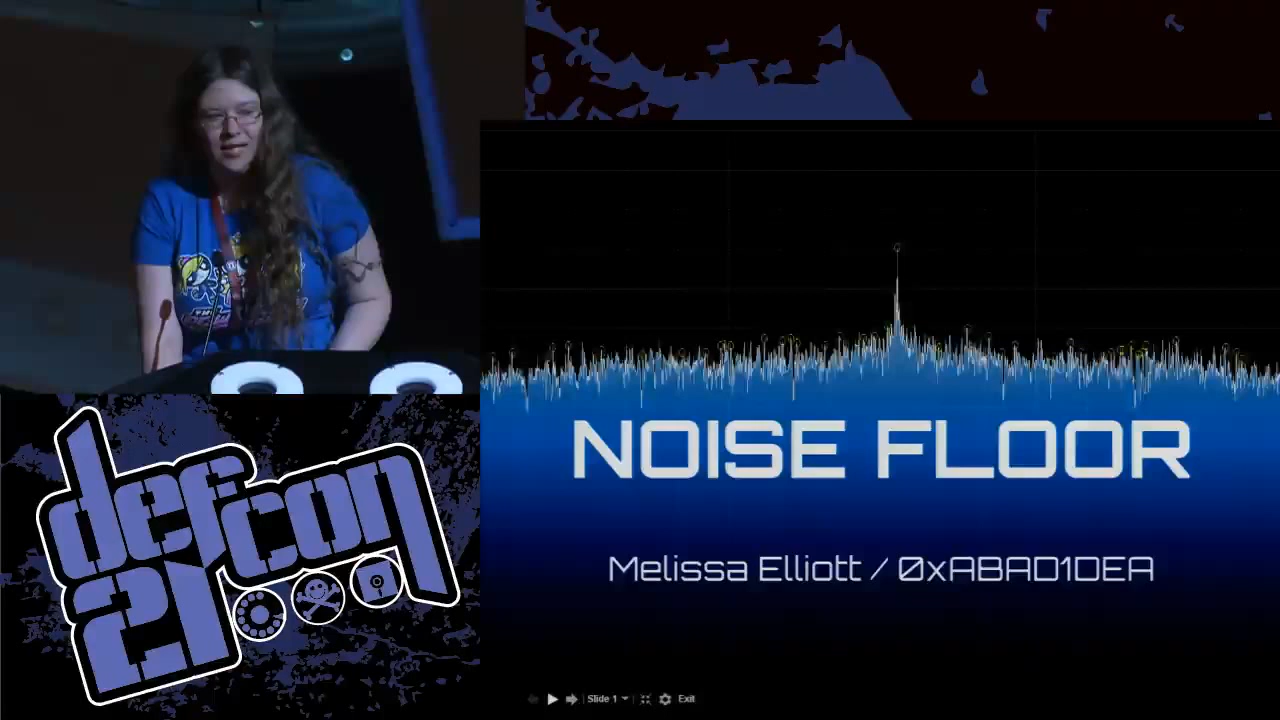 NOISE FLOOR
Melissa Elliott / 0xABAD1DEA
defcon
21
Slide 1
Exit